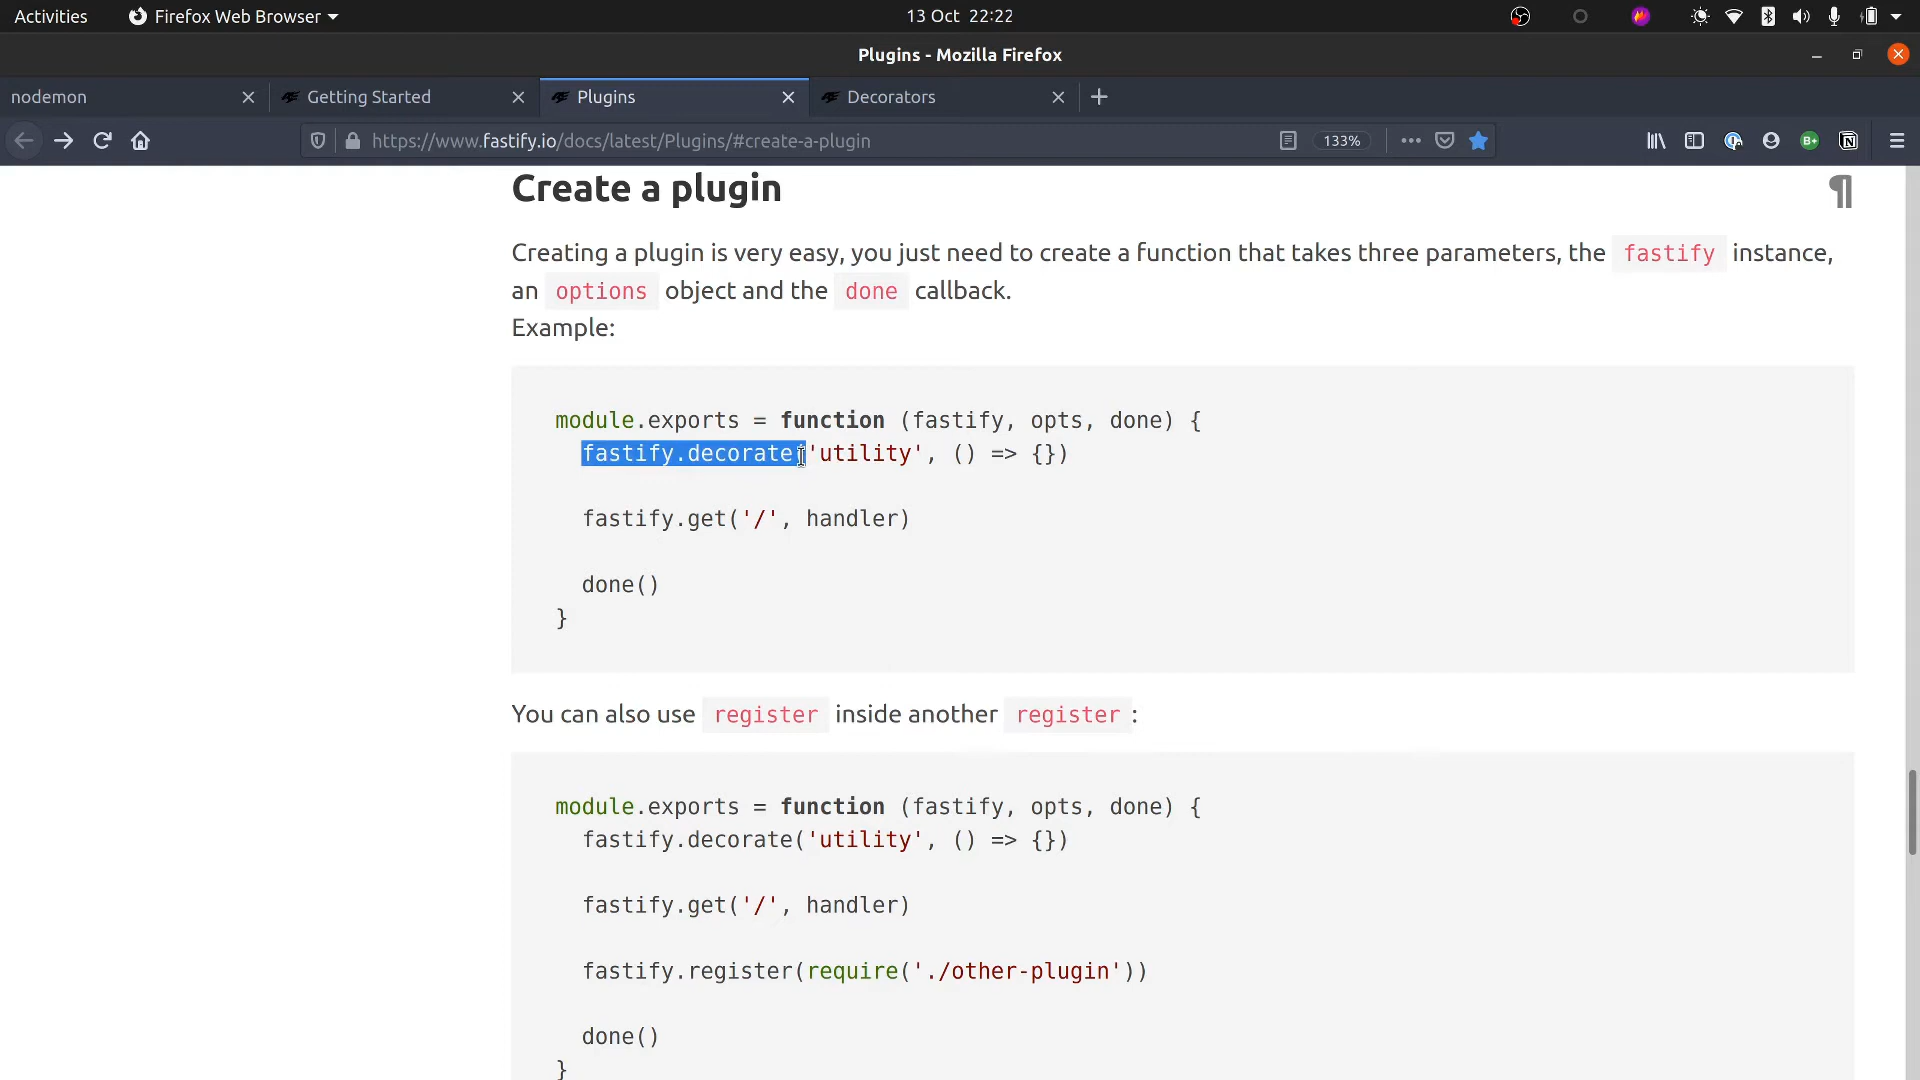 Activities
Firefox Web Browser
13 Oct 22:22
Plugins - Mozilla Firefox
nodemon
Getting Started
Plugins
Decorators
https://www.fastify.io/docs/latest/Plugins/#create-a-plugin
133%
Create a plugin
¶
Creating a plugin is very easy, you just need to create a function that takes three parameters, the fastify instance,
an options object and the done callback.
Example:
module.exports = function (fastify, opts, done) {
fastify.decorate('utility', () => {})
fastify.get('/', handler)
done()
}
You can also use register inside another register :
module.exports = function (fastify, opts, done) {
fastify.decorate('utility', () => {})
fastify.get('/', handler)
fastify.register(require('./other-plugin'))
done()
}